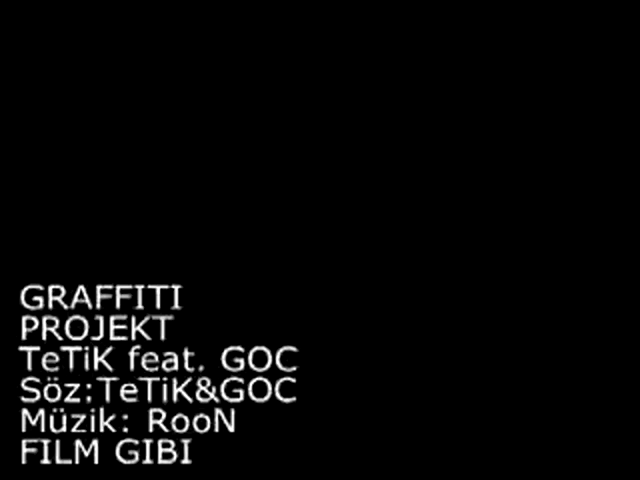 GRAFFITI
PROJEKT
TeTiK feat. GOC
Söz:TeTiK&GOC
Müzik: RooN
FILM GIBI